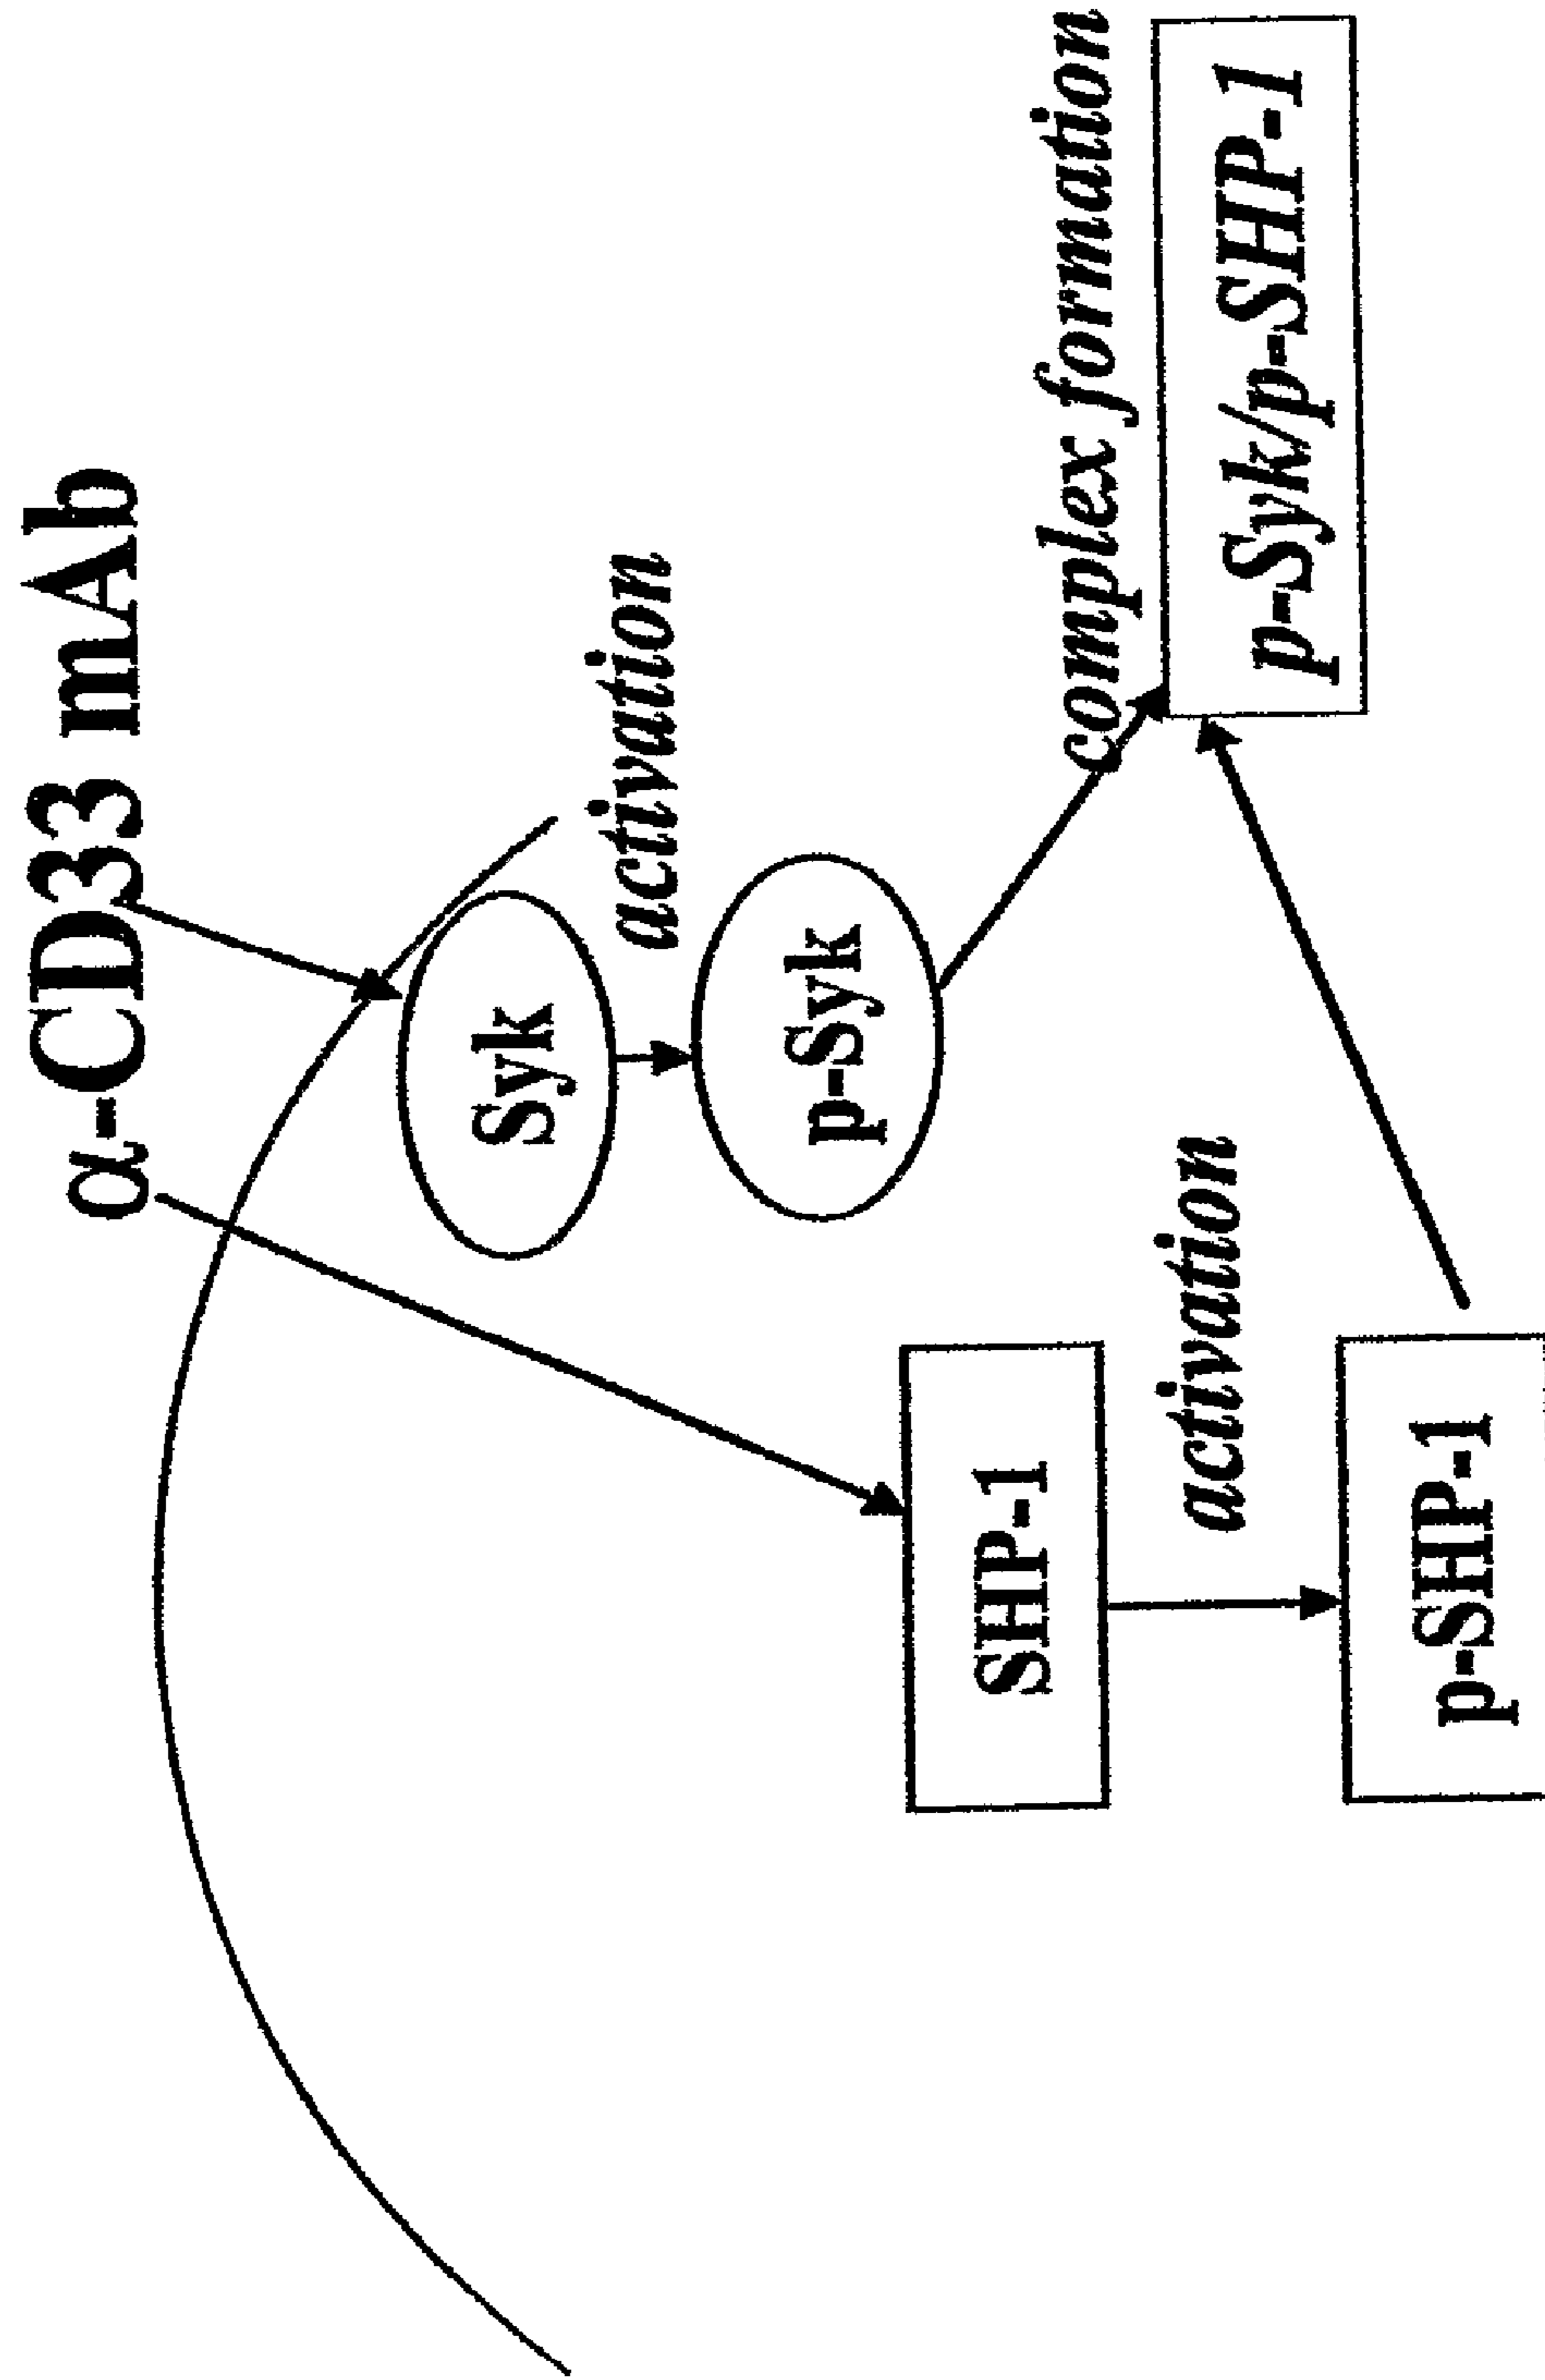 α-CD33 mAb
Syk
activation
p-Syk
SHP-1
complex formation
activation
p-Syk/p-SHP-1
p-SHP-1